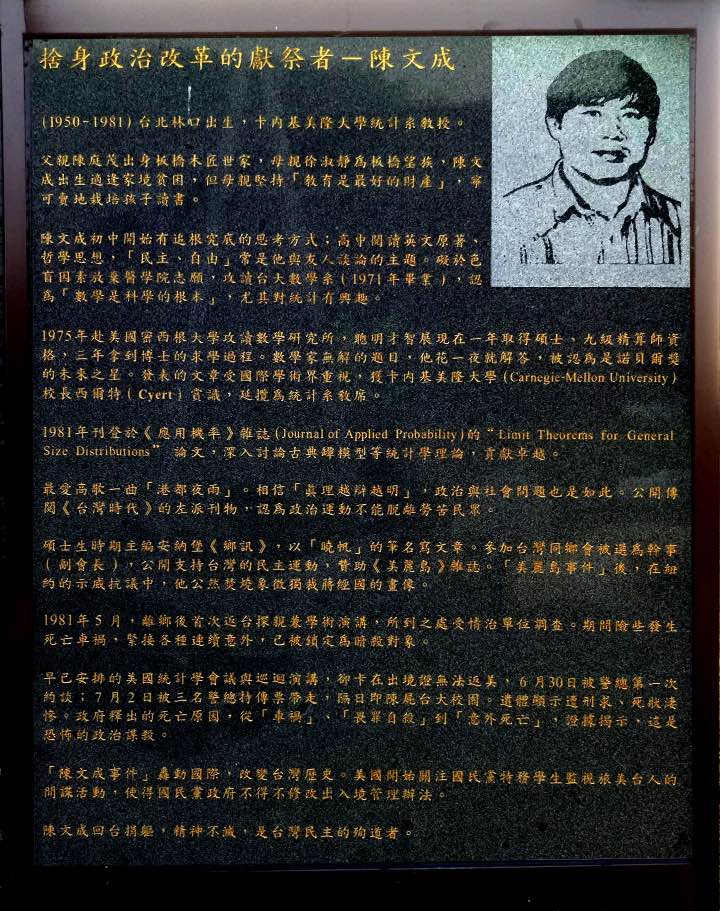 捨身政治改革的獻祭者－陳文成
(1950-1981)台北林口出生，卡內基美隆大學統計系教授。
父親陳庭茂出身板橋木匠世家，母親徐淑靜為板橋望族，陳文
成出生適逢家境貧困，但母親堅持「教育是最好的財產」，寧
可賣地栽培孩子讀書。
陳文成初中開始有追根究底的思考方式；高中閱讀英文原著、
哲學思想，「民主、自由」常是他與友人談論的主題。礙於色
盲因素放棄醫學院志願，攻讀台大數學系(1971年畢業)，認
為「數學是科學的根本」，尤其對統計有興趣。
1975年赴美國密西根大學攻讀數學研究所，聰明才智展現在一年取得碩士、九級精算師資
格，三年拿到博士的求學過程。數學家無解的題目，他花一夜就解答，被認為是諾貝爾獎
的未來之星。發表的文章受國際學術界重視，獲卡內基美隆大學(Carnegie-Mellon University)
校長西爾特(Cyert)賞識，延攬為統計系教席。
1981年刊登於《應用機率》雜誌(Journal of Applied Probability)的“Limit Theorems for General
Size Distributions” 論文，深入討論古典罈模型等統計學理論，貢獻卓越。
最愛高歌一曲「港都夜雨」。相信「真理越辯越明」，政治與社會問題也是如此。公開傳
閱《台灣時代》的左派刊物，認為政治運動不能脫離勞苦民眾。
碩士生時期主編安納堡《鄉訊》，以「曉帆」的筆名寫文章。參加台灣同鄉會被選為幹事
(副會長)，公開支持台灣的民主運動，贊助《美麗島》雜誌。「美麗島事件」後，在紐
約的示威抗議中，他公然焚燒象徵獨裁蔣經國的畫像。
1981年5月，離鄉後首次返台探親兼學術演講，所到之處受情治單位調查。期間險些發生
死亡車禍，緊接各種連續意外，已被鎖定為暗殺對象。
早已安排的美國統計學會議與巡迴演講，卻卡在出境證無法返美，6月30日被警總第一次
約談；7月2日被三名警總持傳票帶走，隔日即陳屍台大校園。遺體顯示遭刑求、死狀淒
慘。政府釋出的死亡原因，從「車禍」、「畏罪自殺」到「意外死亡」，證據揭示，這是
恐怖的政治謀殺。
「陳文成事件」轟動國際，改變台灣歷史。美國開始關注國民黨特務學生監視旅美台人的
間諜活動，使得國民黨政府不得不修改出入境管理辦法。
陳文成回台捐軀，精神不滅，是台灣民主的殉道者。